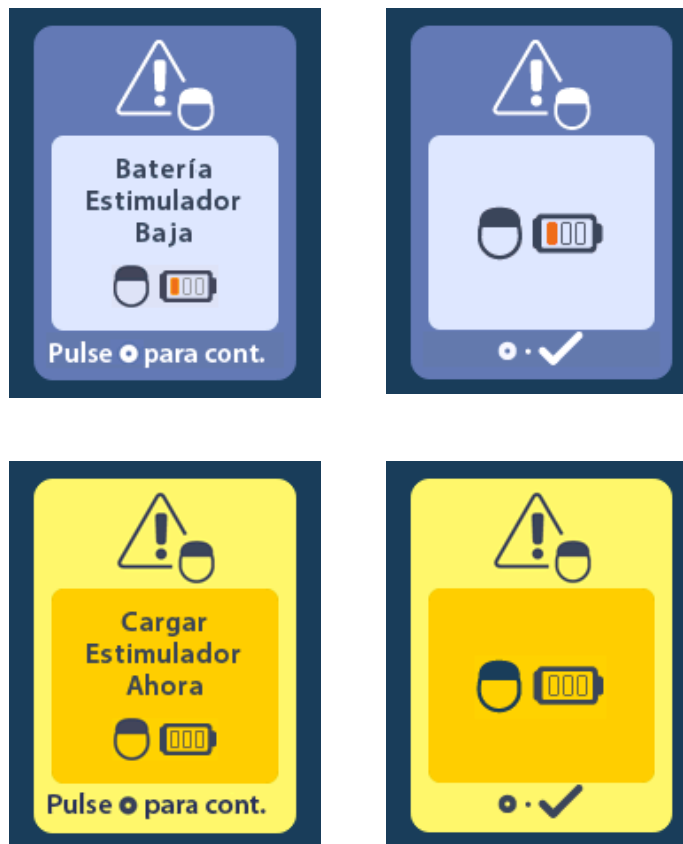 Batería
Estimulador
Baja
Pulse para cont.
Cargar
Estimulador
Ahora
Pulse para cont.